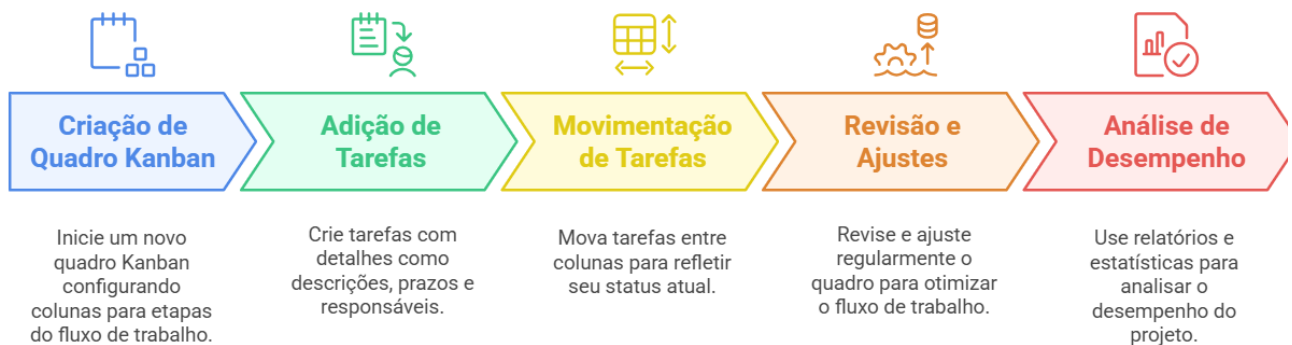 Criação de
Quadro Kanban
Adição de
Tarefas
Movimentação
de Tarefas
Revisão e
Ajustes
Análise de
Desempenho
Inicie um novo
quadro Kanban
configurando
colunas para etapas
do fluxo de trabalho.
Crie tarefas com
detalhes como
descrições, prazos e
responsáveis.
Mova tarefas entre
colunas para refletir
seu status atual.
Revise e ajuste
regularmente o
quadro para otimizar
o fluxo de trabalho.
Use relatórios e
estatísticas para
analisar o
desempenho do
projeto.